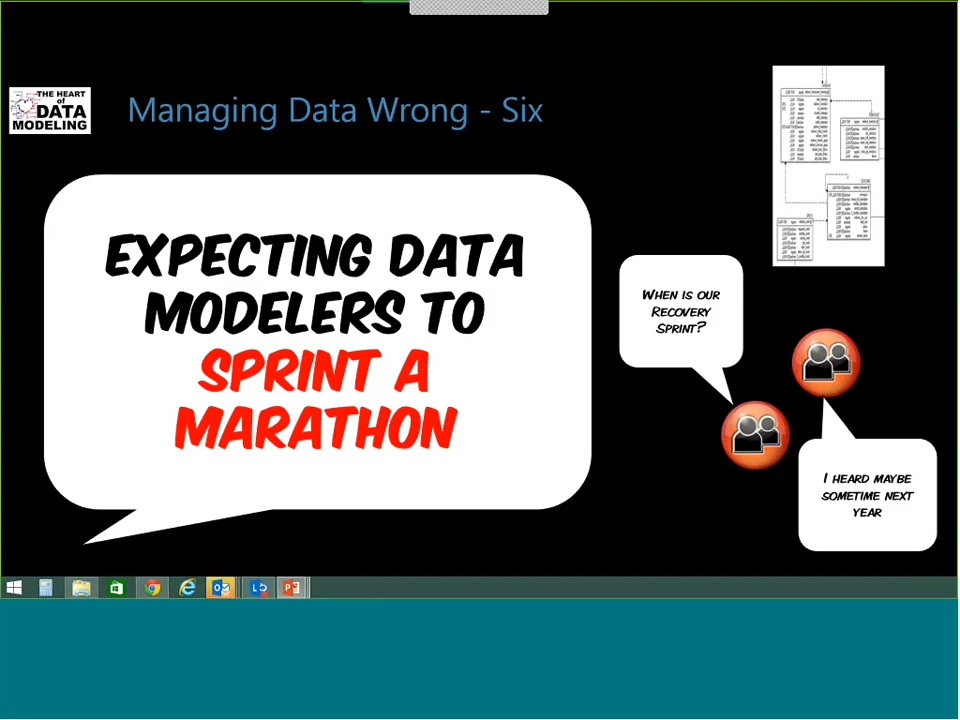 THE HEART
of
DATA
MODELING
Managing Data Wrong - Six
EXPECTING DATA
MODELERS TO
SPRINT A
MARATHON
WHEN IS OUR
RECOVERY
SPRINT?
I HEARD MAYBE
SOMETIME NEXT
YEAR